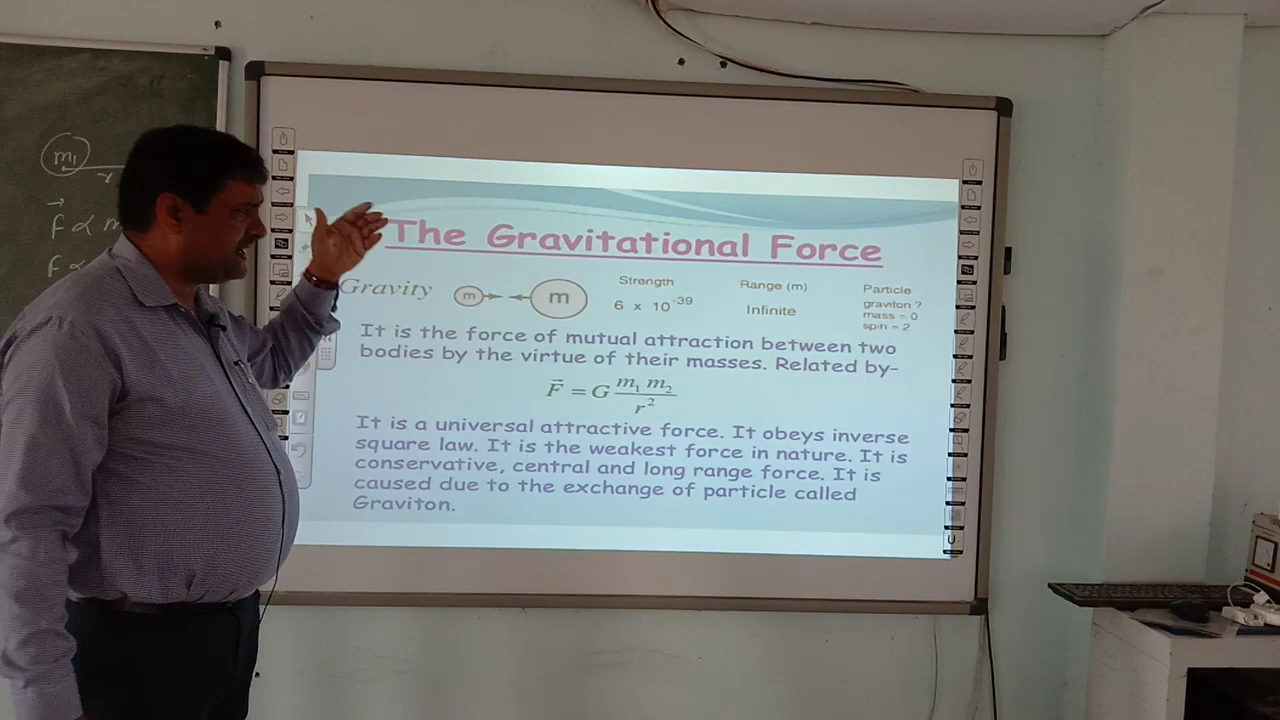 m₁
r
F⃗ ∝ m
F ∝
The Gravitational Force
Gravity
m
m
Strength
6 x 10⁻³⁹
Range (m)
Infinite
Particle
graviton ?
mass = 0
spin = 2
It is the force of mutual attraction between two
bodies by the virtue of their masses. Related by-
F⃗ = G m₁ m₂ / r²
It is a universal attractive force. It obeys inverse
square law. It is the weakest force in nature. It is
conservative, central and long range force. It is
caused due to the exchange of particle called
Graviton.